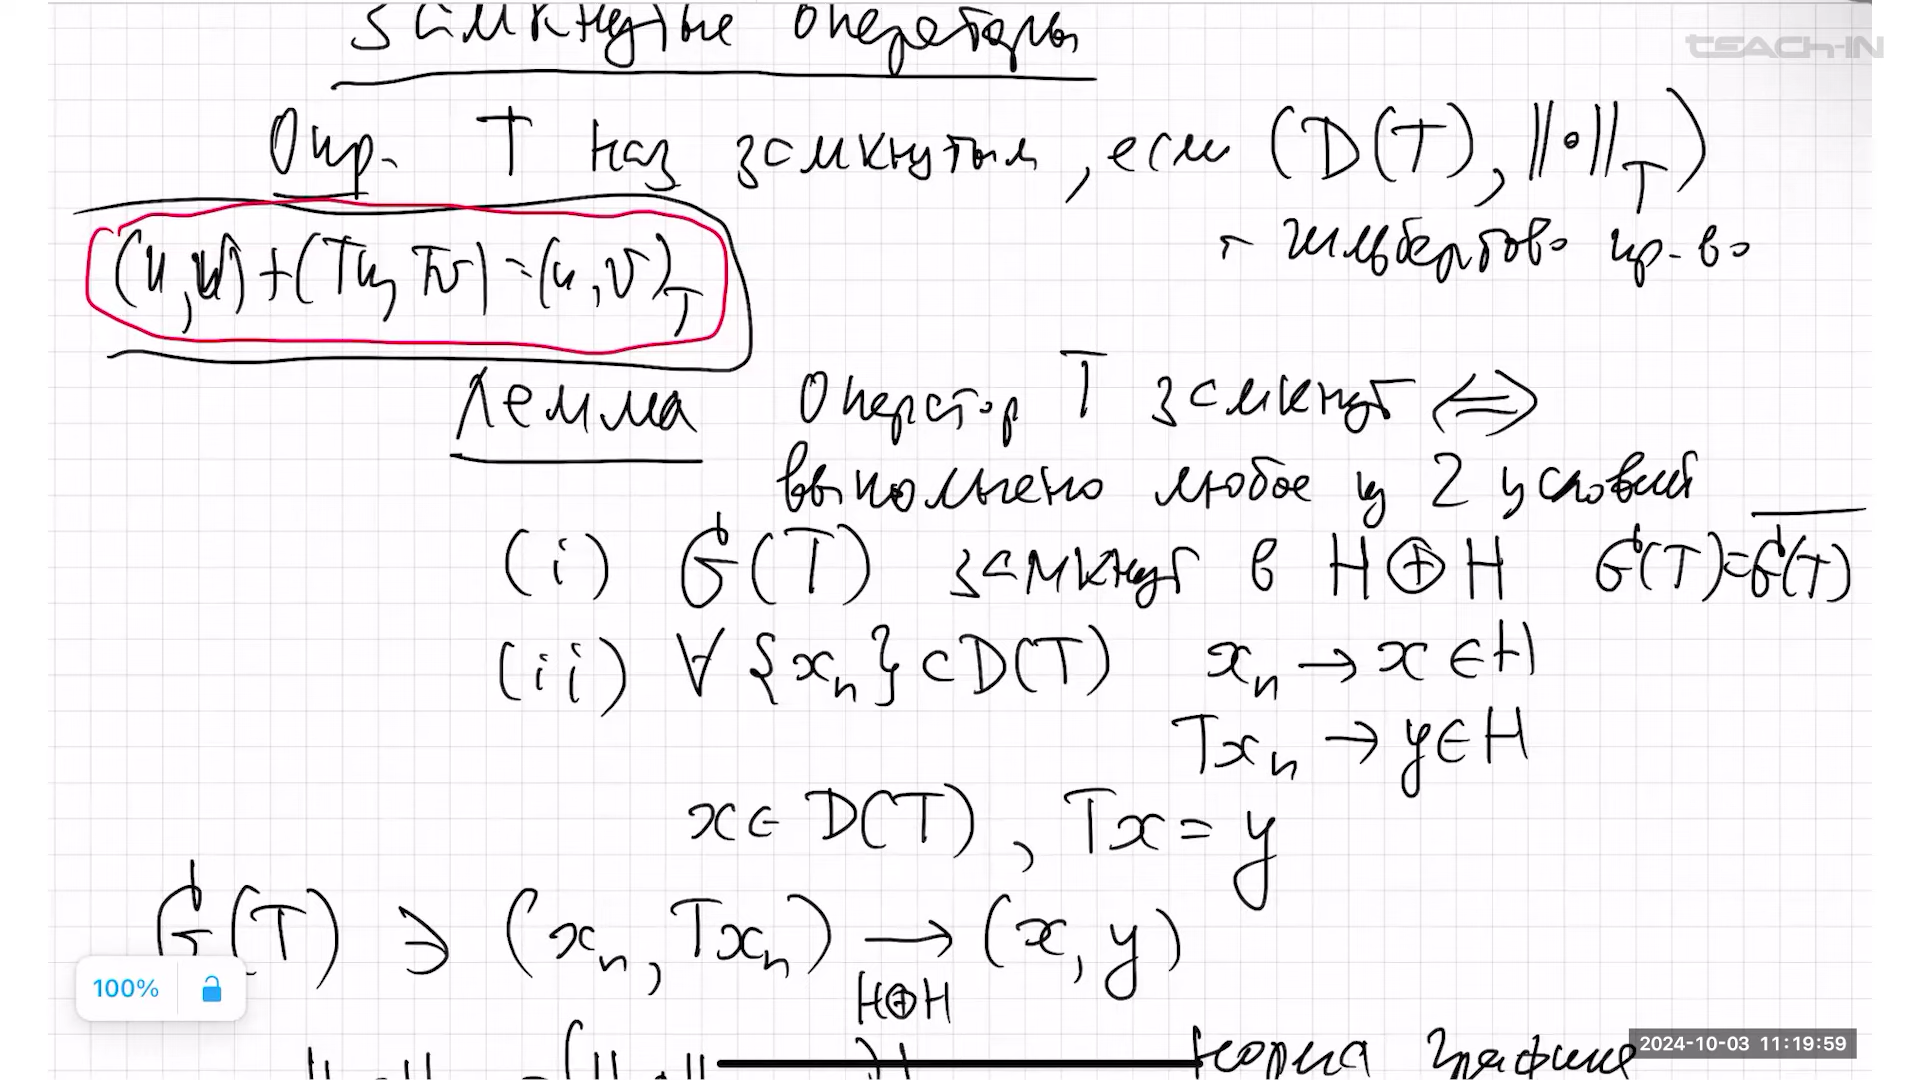 Замкнутые операторы
TEACH-IN
Опр. T наз замкнутым, если (D(T), ||•||_T)
- гильбертово пр-во
(u,v)+(Tu,Tv)=(u,v)_T
Лемма Оператор T замкнут ⟺
выполнено любое из 2 условий
(i) G(T) замкнут в H⊕H G(T)=\overline{G(T)}
(ii) ∀ {x_n} ⊂ D(T) x_n → x ∈ H
Tx_n → y ∈ H
x ∈ D(T), Tx = y
G(T) ∋ (x_n, Tx_n) → (x, y)
H⊕H
100%
норма графика
2024-10-03 11:19:59